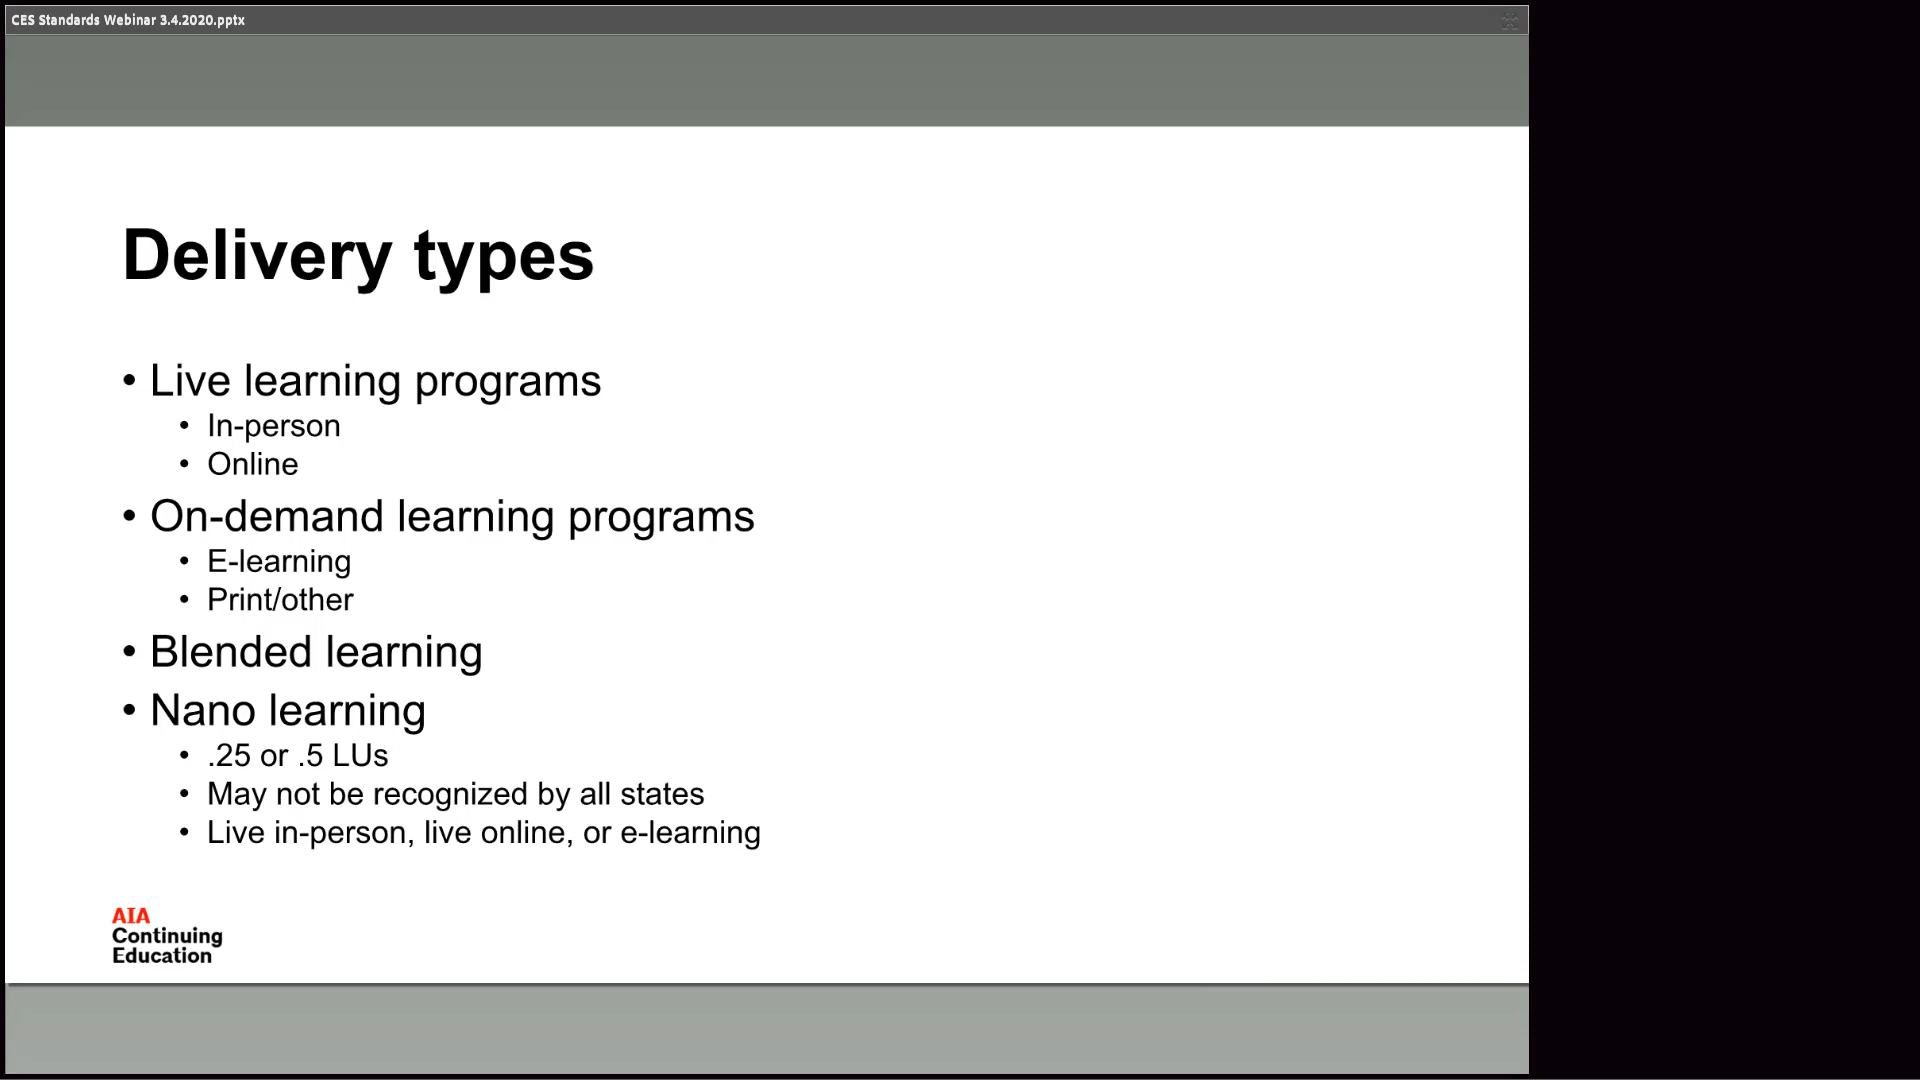 CES Standards Webinar 3.4.2020.pptx
Delivery types
• Live learning programs
• In-person
• Online
• On-demand learning programs
• E-learning
• Print/other
• Blended learning
• Nano learning
• .25 or .5 LUs
• May not be recognized by all states
• Live in-person, live online, or e-learning
AIA
Continuing
Education